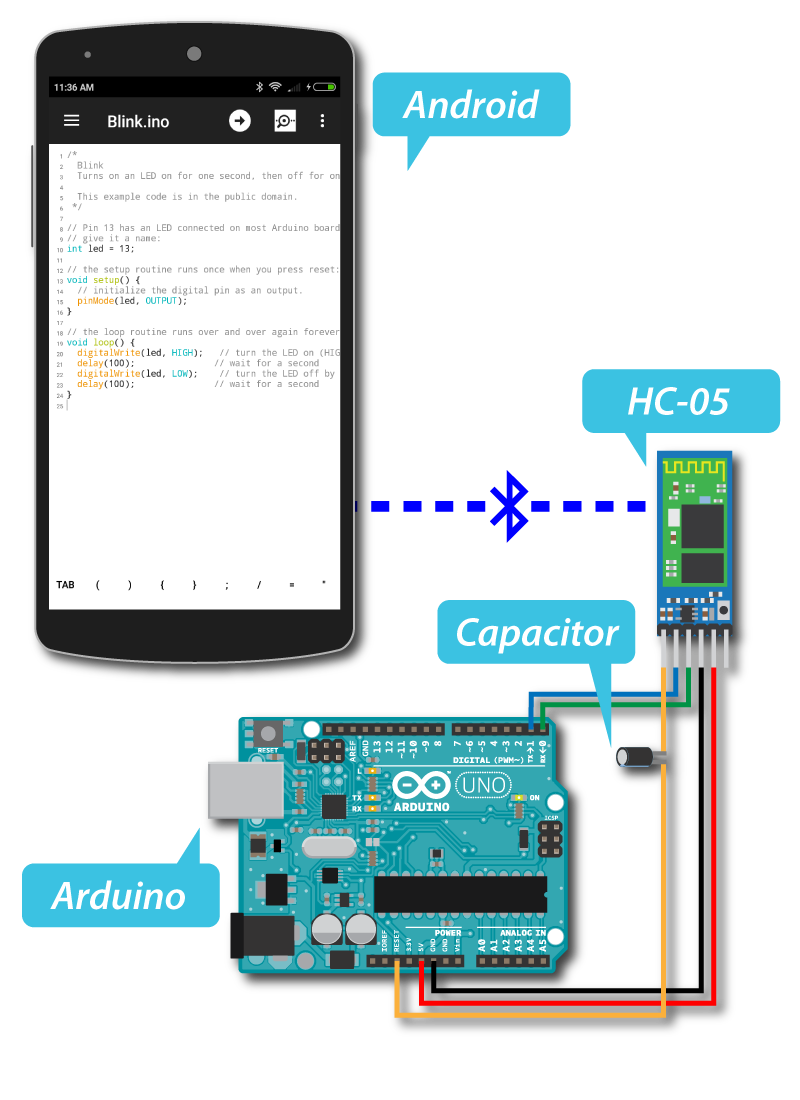 11:36 AM
Blink.ino
Android
1 /*
2 Blink
3 Turns on an LED on for one second, then off for on
4
5 This example code is in the public domain.
6 */
7
8 // Pin 13 has an LED connected on most Arduino board
9 // give it a name:
10 int led = 13;
11
12 // the setup routine runs once when you press reset:
13 void setup() {
14 // initialize the digital pin as an output.
15 pinMode(led, OUTPUT);
16 }
17
18 // the loop routine runs over and over again forever
19 void loop() {
20 digitalWrite(led, HIGH); // turn the LED on (HIG
21 delay(100); // wait for a second
22 digitalWrite(led, LOW); // turn the LED off by
23 delay(100); // wait for a second
24 }
25
TAB ( ) { } ; / = "
HC-05
Capacitor
RESET
AREF
GND
13
12
~11
~10
~9
8
7
~6
~5
4
~3
2
TX→1
RX←0
DIGITAL (PWM~)
L
TX
RX
ARDUINO
UNO
ON
ICSP
Arduino
POWER
ANALOG IN
IOREF
RESET
3.3V
5V
GND
GND
Vin
A0
A1
A2
A3
A4
A5